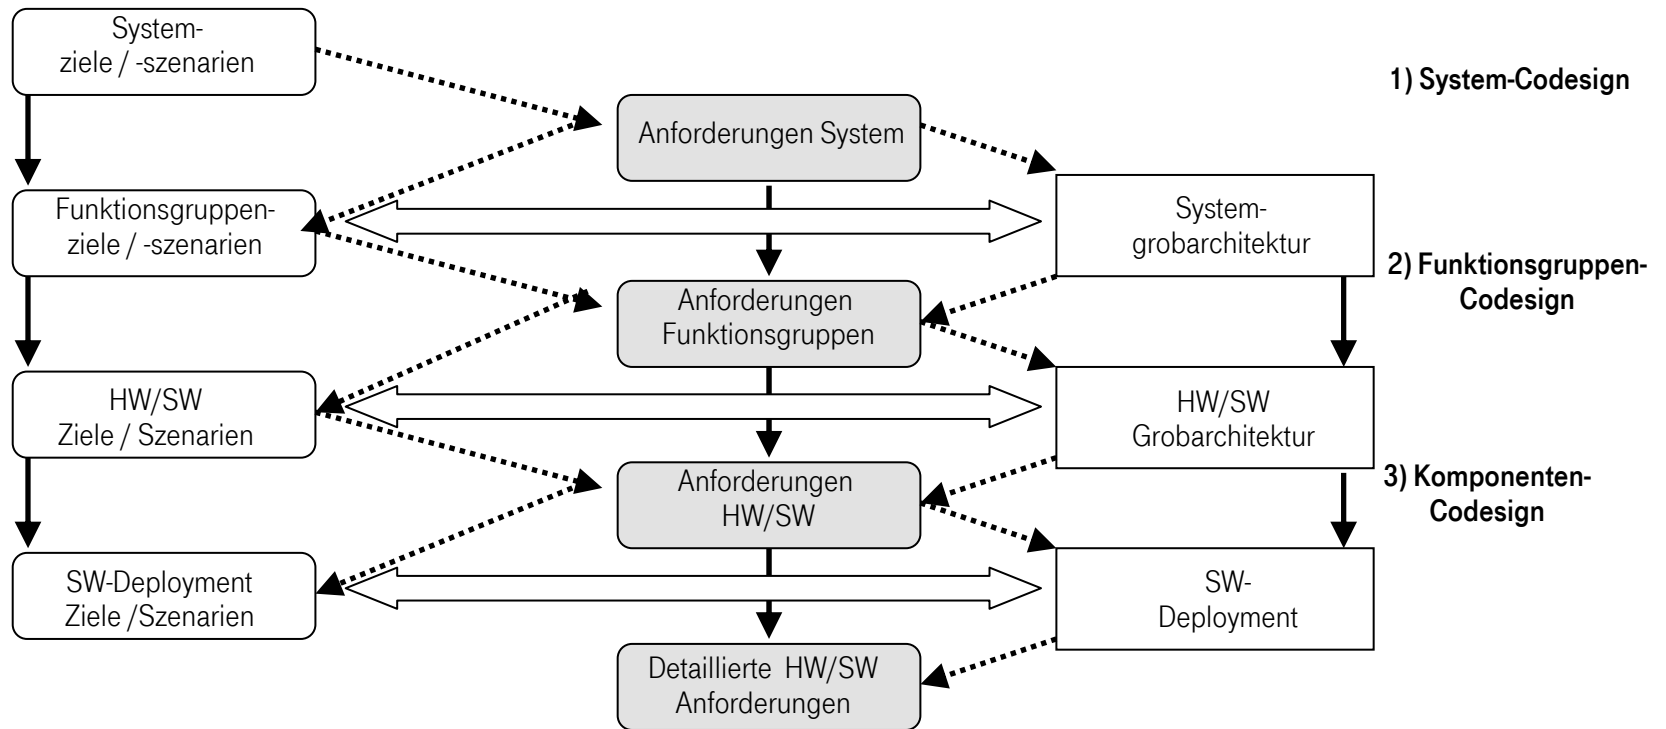 System-
ziele / -szenarien
1) System-Codesign
Anforderungen System
Funktionsgruppen-
ziele / -szenarien
System-
grobarchitektur
2) Funktionsgruppen-
Codesign
Anforderungen
Funktionsgruppen
HW/SW
Ziele / Szenarien
HW/SW
Grobarchitektur
3) Komponenten-
Codesign
Anforderungen
HW/SW
SW-Deployment
Ziele /Szenarien
SW-
Deployment
Detaillierte HW/SW
Anforderungen